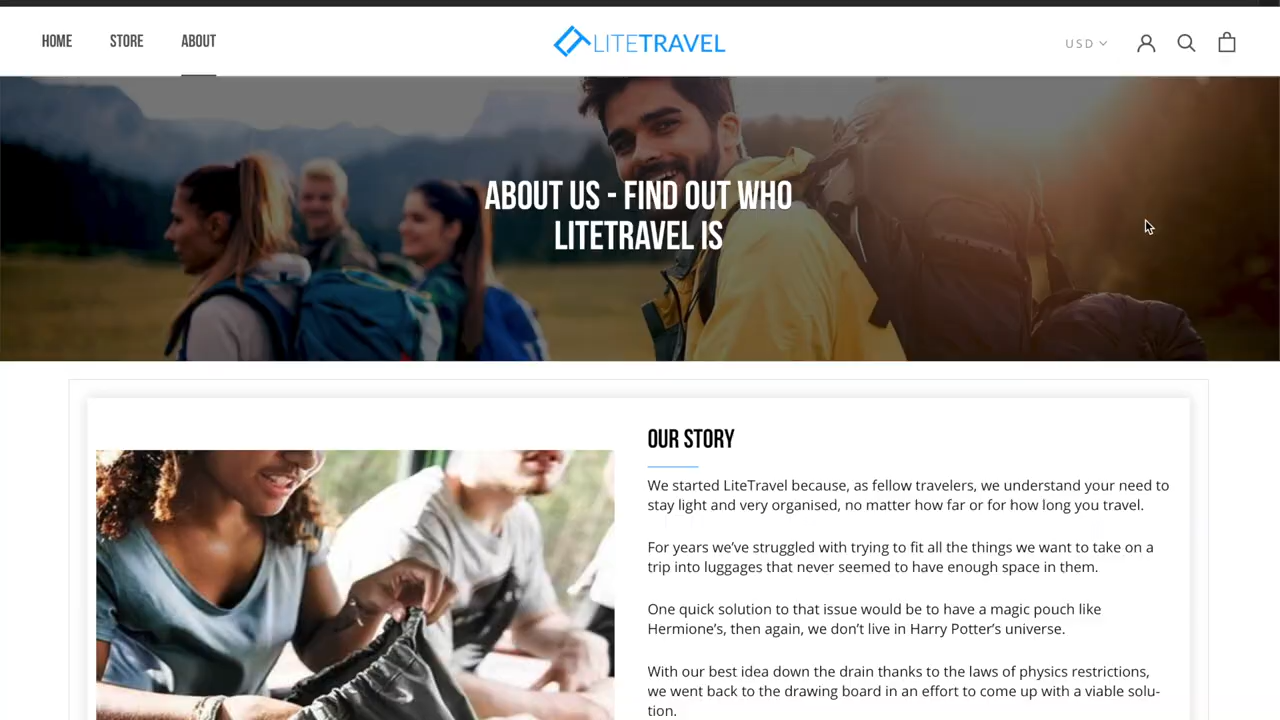 HOME STORE ABOUT LITETRAVEL USD
ABOUT US - FIND OUT WHO
LITETRAVEL IS
OUR STORY
We started LiteTravel because, as fellow travelers, we understand your need to
stay light and very organised, no matter how far or for how long you travel.
For years we’ve struggled with trying to fit all the things we want to take on a
trip into luggages that never seemed to have enough space in them.
One quick solution to that issue would be to have a magic pouch like
Hermione’s, then again, we don’t live in Harry Potter’s universe.
With our best idea down the drain thanks to the laws of physics restrictions,
we went back to the drawing board in an effort to come up with a viable solu-
tion.